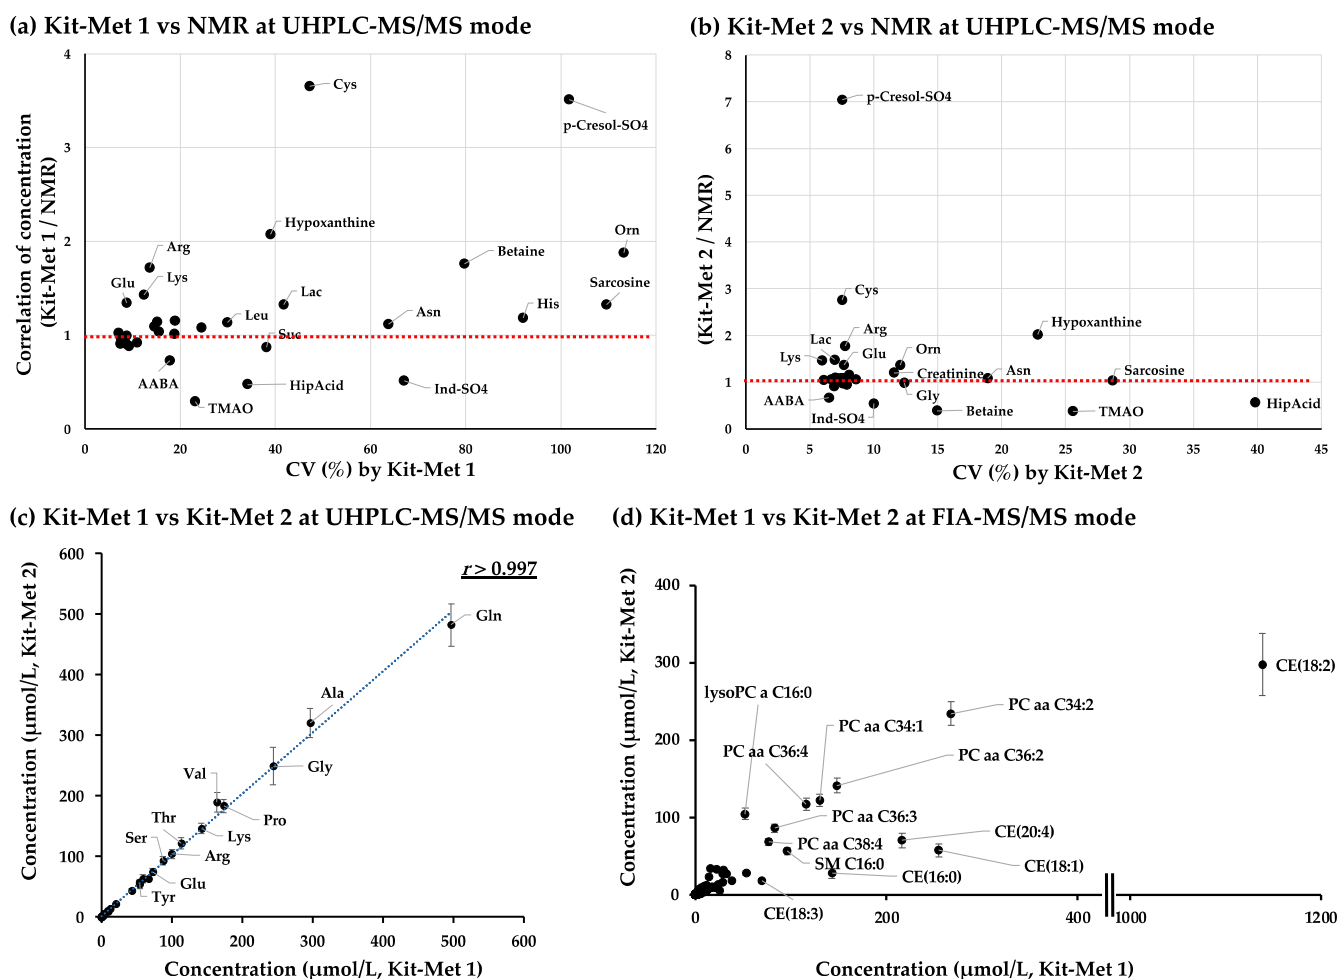 (a) Kit-Met 1 vs NMR at UHPLC-MS/MS mode
Correlation of concentration
(Kit-Met 1 / NMR)
4
3
2
1
0
Cys
p-Cresol-SO4
Hypoxanthine
Orn
Arg
Betaine
Glu
Lys
Sarcosine
Lac
His
Asn
Leu
Suc
AABA
HipAcid
Ind-SO4
TMAO
0 20 40 60 80 100 120
CV (%) by Kit-Met 1
(b) Kit-Met 2 vs NMR at UHPLC-MS/MS mode
(Kit-Met 2 / NMR)
8
7
6
5
4
3
2
1
0
p-Cresol-SO4
Cys
Hypoxanthine
Arg
Lac
Orn
Lys
Glu
Creatinine
Asn
Sarcosine
AABA
Gly
Ind-SO4
Betaine
TMAO
HipAcid
0 5 10 15 20 25 30 35 40 45
CV (%) by Kit-Met 2
(c) Kit-Met 1 vs Kit-Met 2 at UHPLC-MS/MS mode
Concentration (μmol/L, Kit-Met 2)
600
500
400
300
200
100
0
r > 0.997
Gln
Ala
Val
Gly
Thr
Pro
Ser
Lys
Arg
Glu
Tyr
0 100 200 300 400 500 600
Concentration (μmol/L, Kit-Met 1)
(d) Kit-Met 1 vs Kit-Met 2 at FIA-MS/MS mode
Concentration (μmol/L, Kit-Met 2)
400
300
200
100
0
CE(18:2)
lysoPC a C16:0
PC aa C34:2
PC aa C34:1
PC aa C36:4
PC aa C36:2
PC aa C36:3
PC aa C38:4
CE(20:4)
SM C16:0
CE(18:1)
CE(16:0)
CE(18:3)
0 200 400 1000 1200
Concentration (μmol/L, Kit-Met 1)